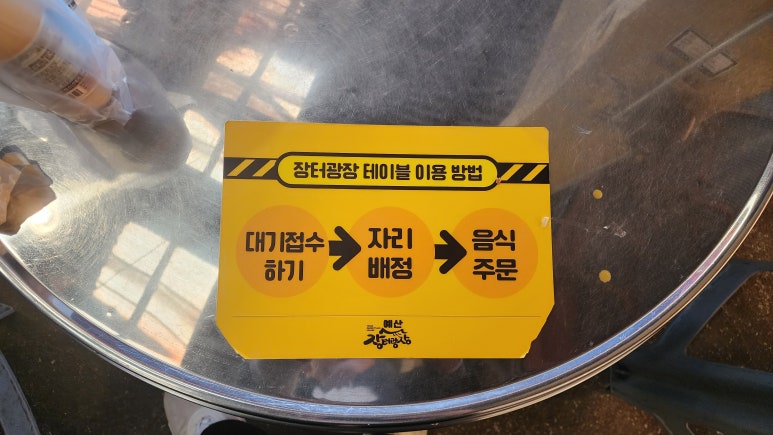 장터광장 테이블 이용 방법
대기접수
하기
자리
배정
음식
주문
예산
장터광장